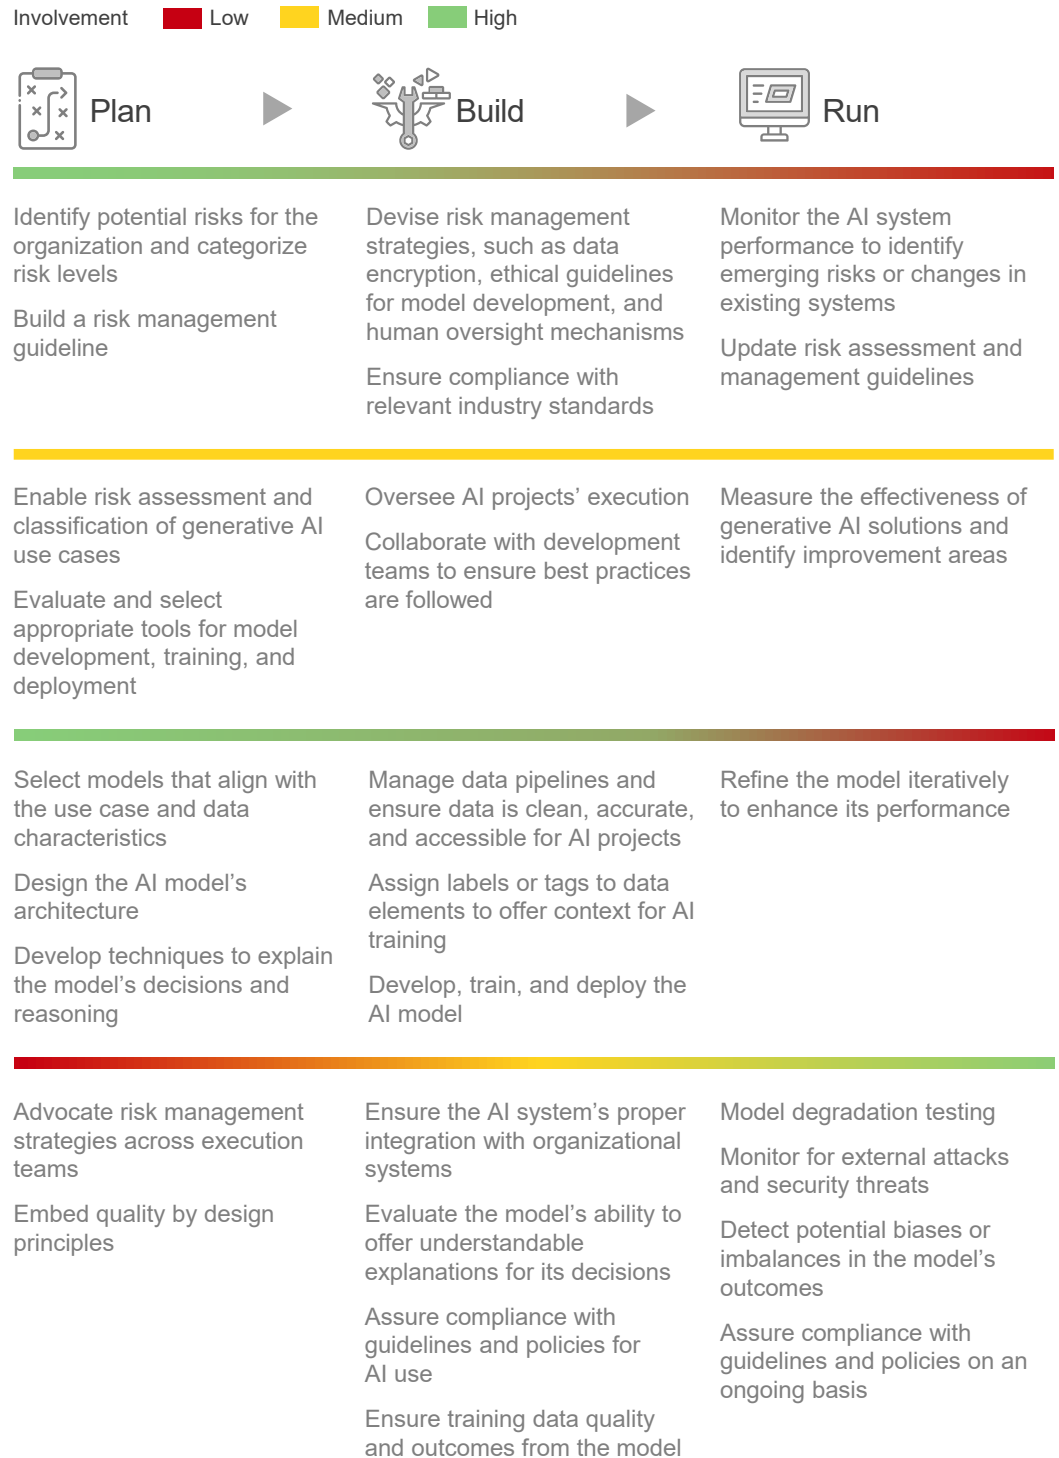 Involvement Low Medium High
Plan Build Run
Identify potential risks for the
organization and categorize
risk levels
Build a risk management
guideline
Devise risk management
strategies, such as data
encryption, ethical guidelines
for model development, and
human oversight mechanisms
Ensure compliance with
relevant industry standards
Monitor the AI system
performance to identify
emerging risks or changes in
existing systems
Update risk assessment and
management guidelines
Enable risk assessment and
classification of generative AI
use cases
Evaluate and select
appropriate tools for model
development, training, and
deployment
Oversee AI projects’ execution
Collaborate with development
teams to ensure best practices
are followed
Measure the effectiveness of
generative AI solutions and
identify improvement areas
Select models that align with
the use case and data
characteristics
Design the AI model’s
architecture
Develop techniques to explain
the model’s decisions and
reasoning
Manage data pipelines and
ensure data is clean, accurate,
and accessible for AI projects
Assign labels or tags to data
elements to offer context for AI
training
Develop, train, and deploy the
AI model
Refine the model iteratively
to enhance its performance
Advocate risk management
strategies across execution
teams
Embed quality by design
principles
Ensure the AI system’s proper
integration with organizational
systems
Evaluate the model’s ability to
offer understandable
explanations for its decisions
Assure compliance with
guidelines and policies for
AI use
Ensure training data quality
and outcomes from the model
Model degradation testing
Monitor for external attacks
and security threats
Detect potential biases or
imbalances in the model’s
outcomes
Assure compliance with
guidelines and policies on an
ongoing basis